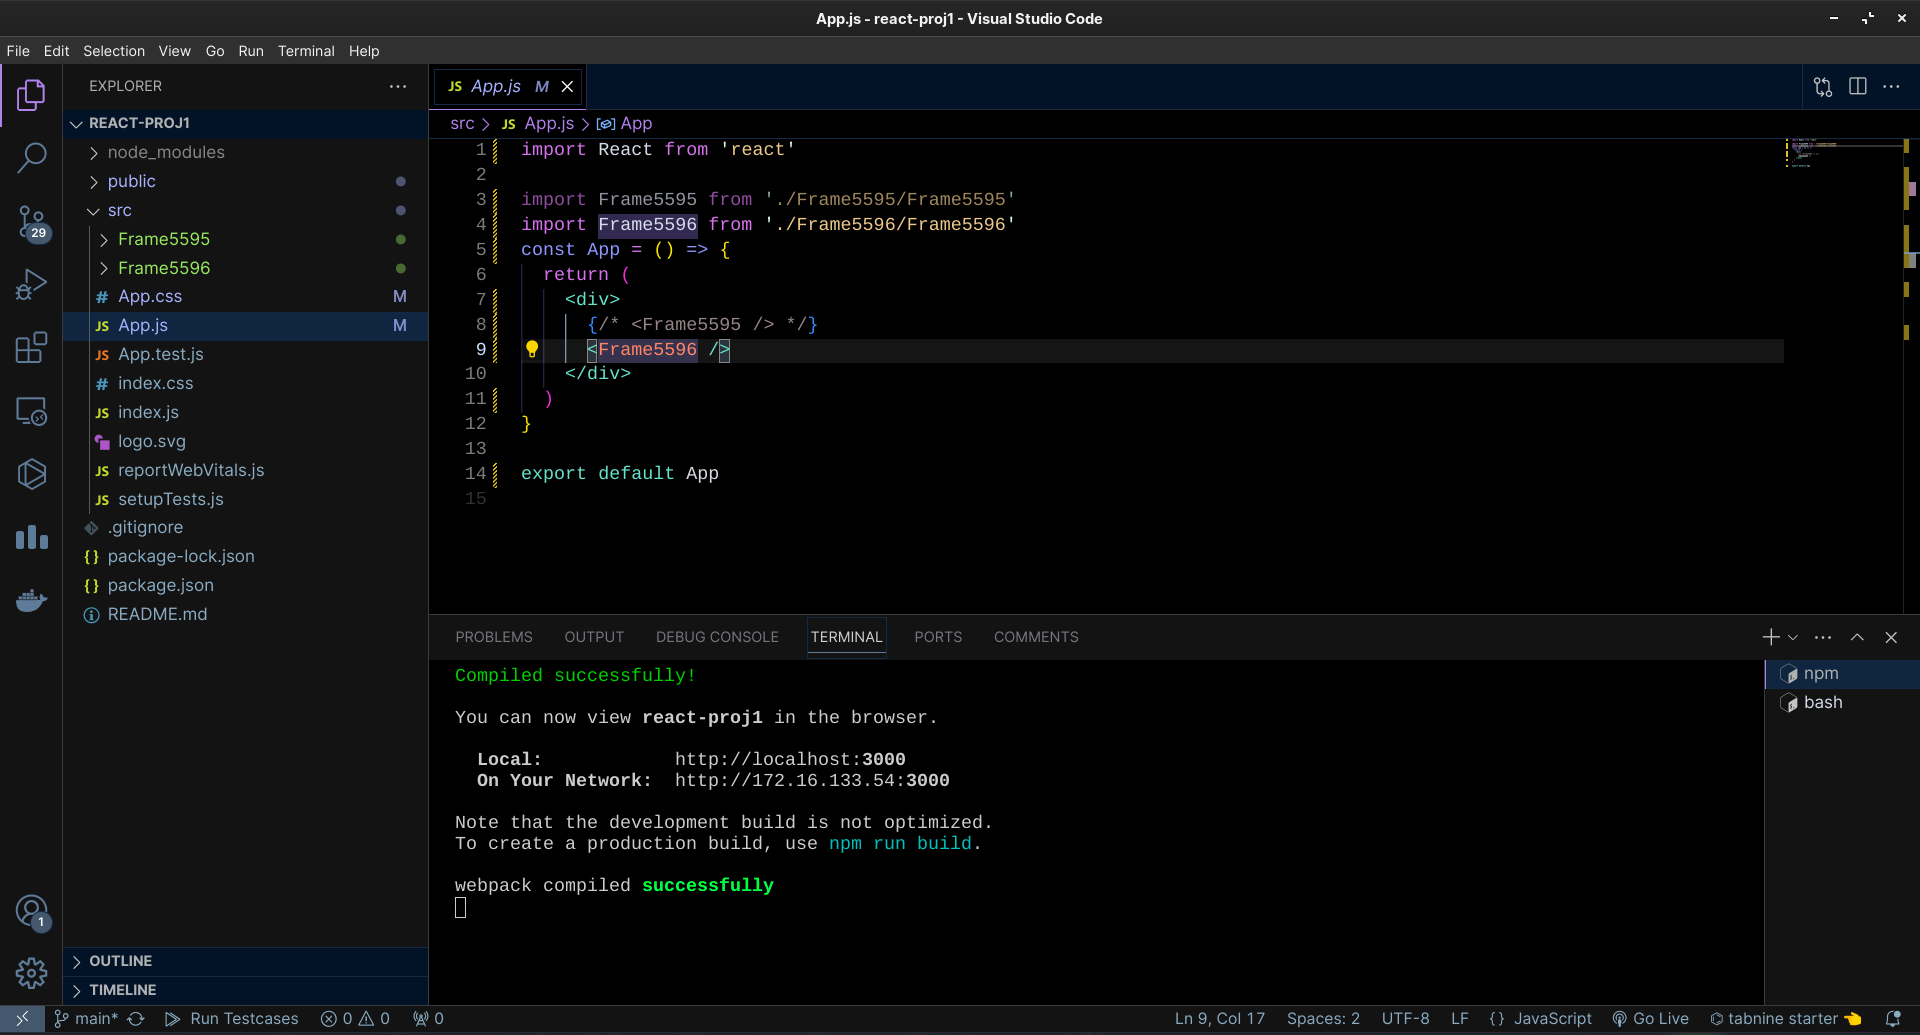 App.js - react-proj1 - Visual Studio Code
File Edit Selection View Go Run Terminal Help
EXPLORER
REACT-PROJ1
node_modules
public
src
Frame5595
Frame5596
# App.css M
JS App.js M
JS App.test.js
# index.css
JS index.js
logo.svg
JS reportWebVitals.js
JS setupTests.js
.gitignore
{} package-lock.json
{} package.json
README.md
OUTLINE
TIMELINE
29
1
JS App.js M
src > JS App.js > App
1 import React from 'react'
2
3 import Frame5595 from './Frame5595/Frame5595'
4 import Frame5596 from './Frame5596/Frame5596'
5 const App = () => {
6 return (
7 <div>
8 {/* <Frame5595 /> */}
9 <Frame5596 />
10 </div>
11 )
12 }
13
14 export default App
15
PROBLEMS OUTPUT DEBUG CONSOLE TERMINAL PORTS COMMENTS
Compiled successfully!
You can now view react-proj1 in the browser.
Local: http://localhost:3000
On Your Network: http://172.16.133.54:3000
Note that the development build is not optimized.
To create a production build, use npm run build.
webpack compiled successfully
npm
bash
main* Run Testcases 0 0 0 Ln 9, Col 17 Spaces: 2 UTF-8 LF {} JavaScript Go Live tabnine starter